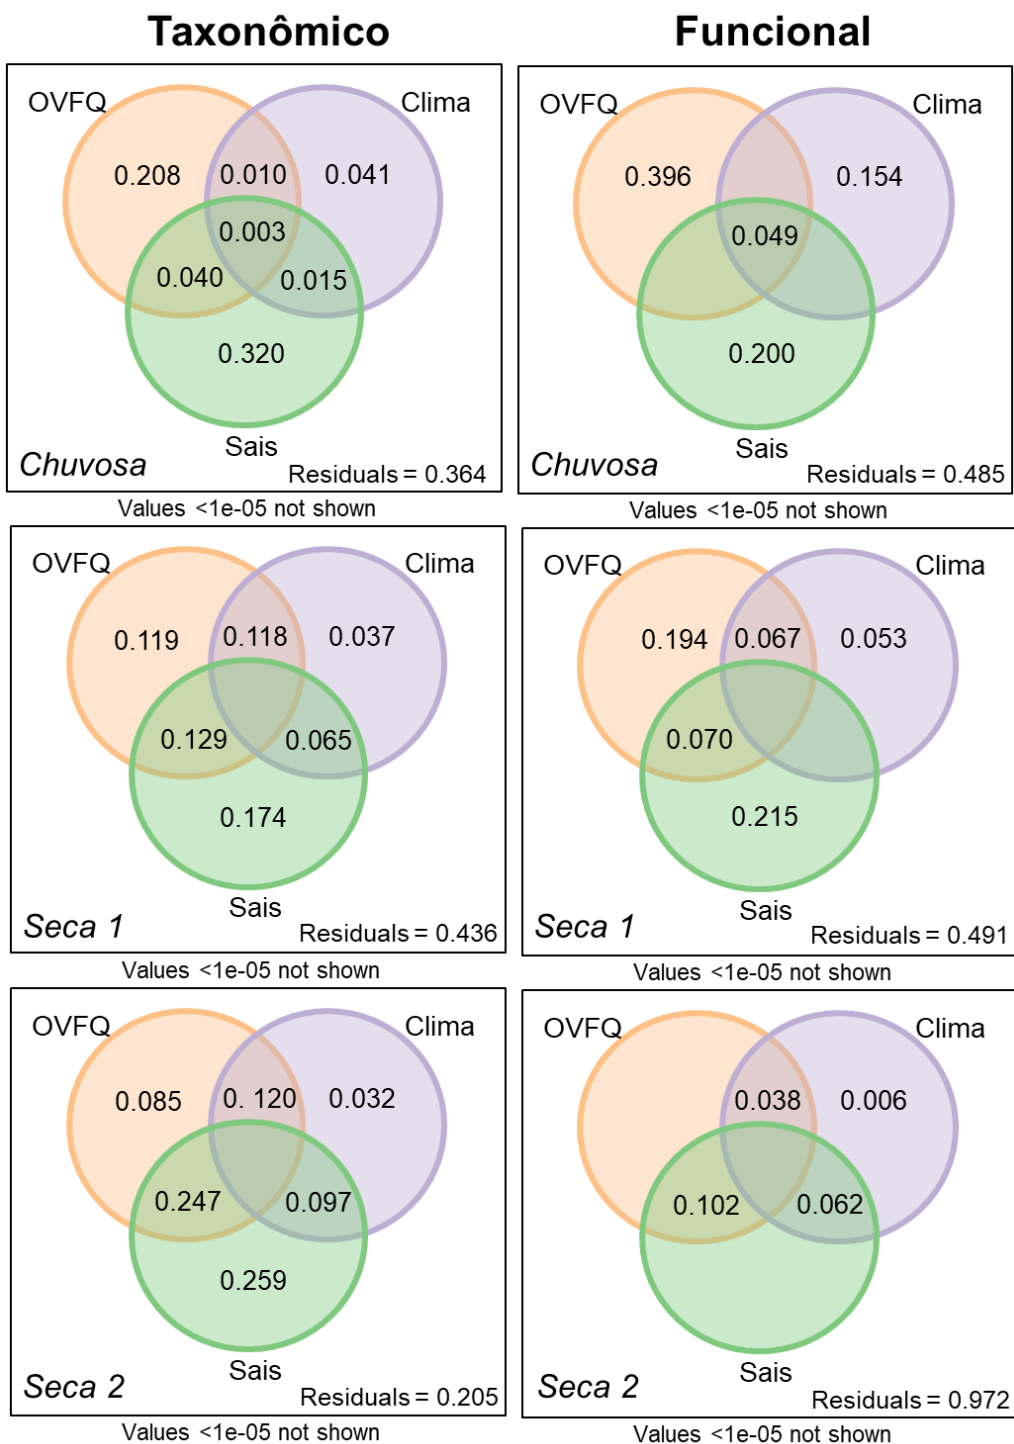 Taxonômico
Funcional
OVFQ
Clima
0.208
0.010
0.041
0.003
0.040
0.015
0.320
Sais
Chuvosa
Residuals = 0.364
Values <1e-05 not shown
OVFQ
Clima
0.396
0.154
0.049
0.200
Sais
Chuvosa
Residuals = 0.485
Values <1e-05 not shown
OVFQ
Clima
0.119
0.118
0.037
0.129
0.065
0.174
Sais
Seca 1
Residuals = 0.436
Values <1e-05 not shown
OVFQ
Clima
0.194
0.067
0.053
0.070
0.215
Sais
Seca 1
Residuals = 0.491
Values <1e-05 not shown
OVFQ
Clima
0.085
0. 120
0.032
0.247
0.097
0.259
Sais
Seca 2
Residuals = 0.205
Values <1e-05 not shown
OVFQ
Clima
0.038
0.006
0.102
0.062
Sais
Seca 2
Residuals = 0.972
Values <1e-05 not shown